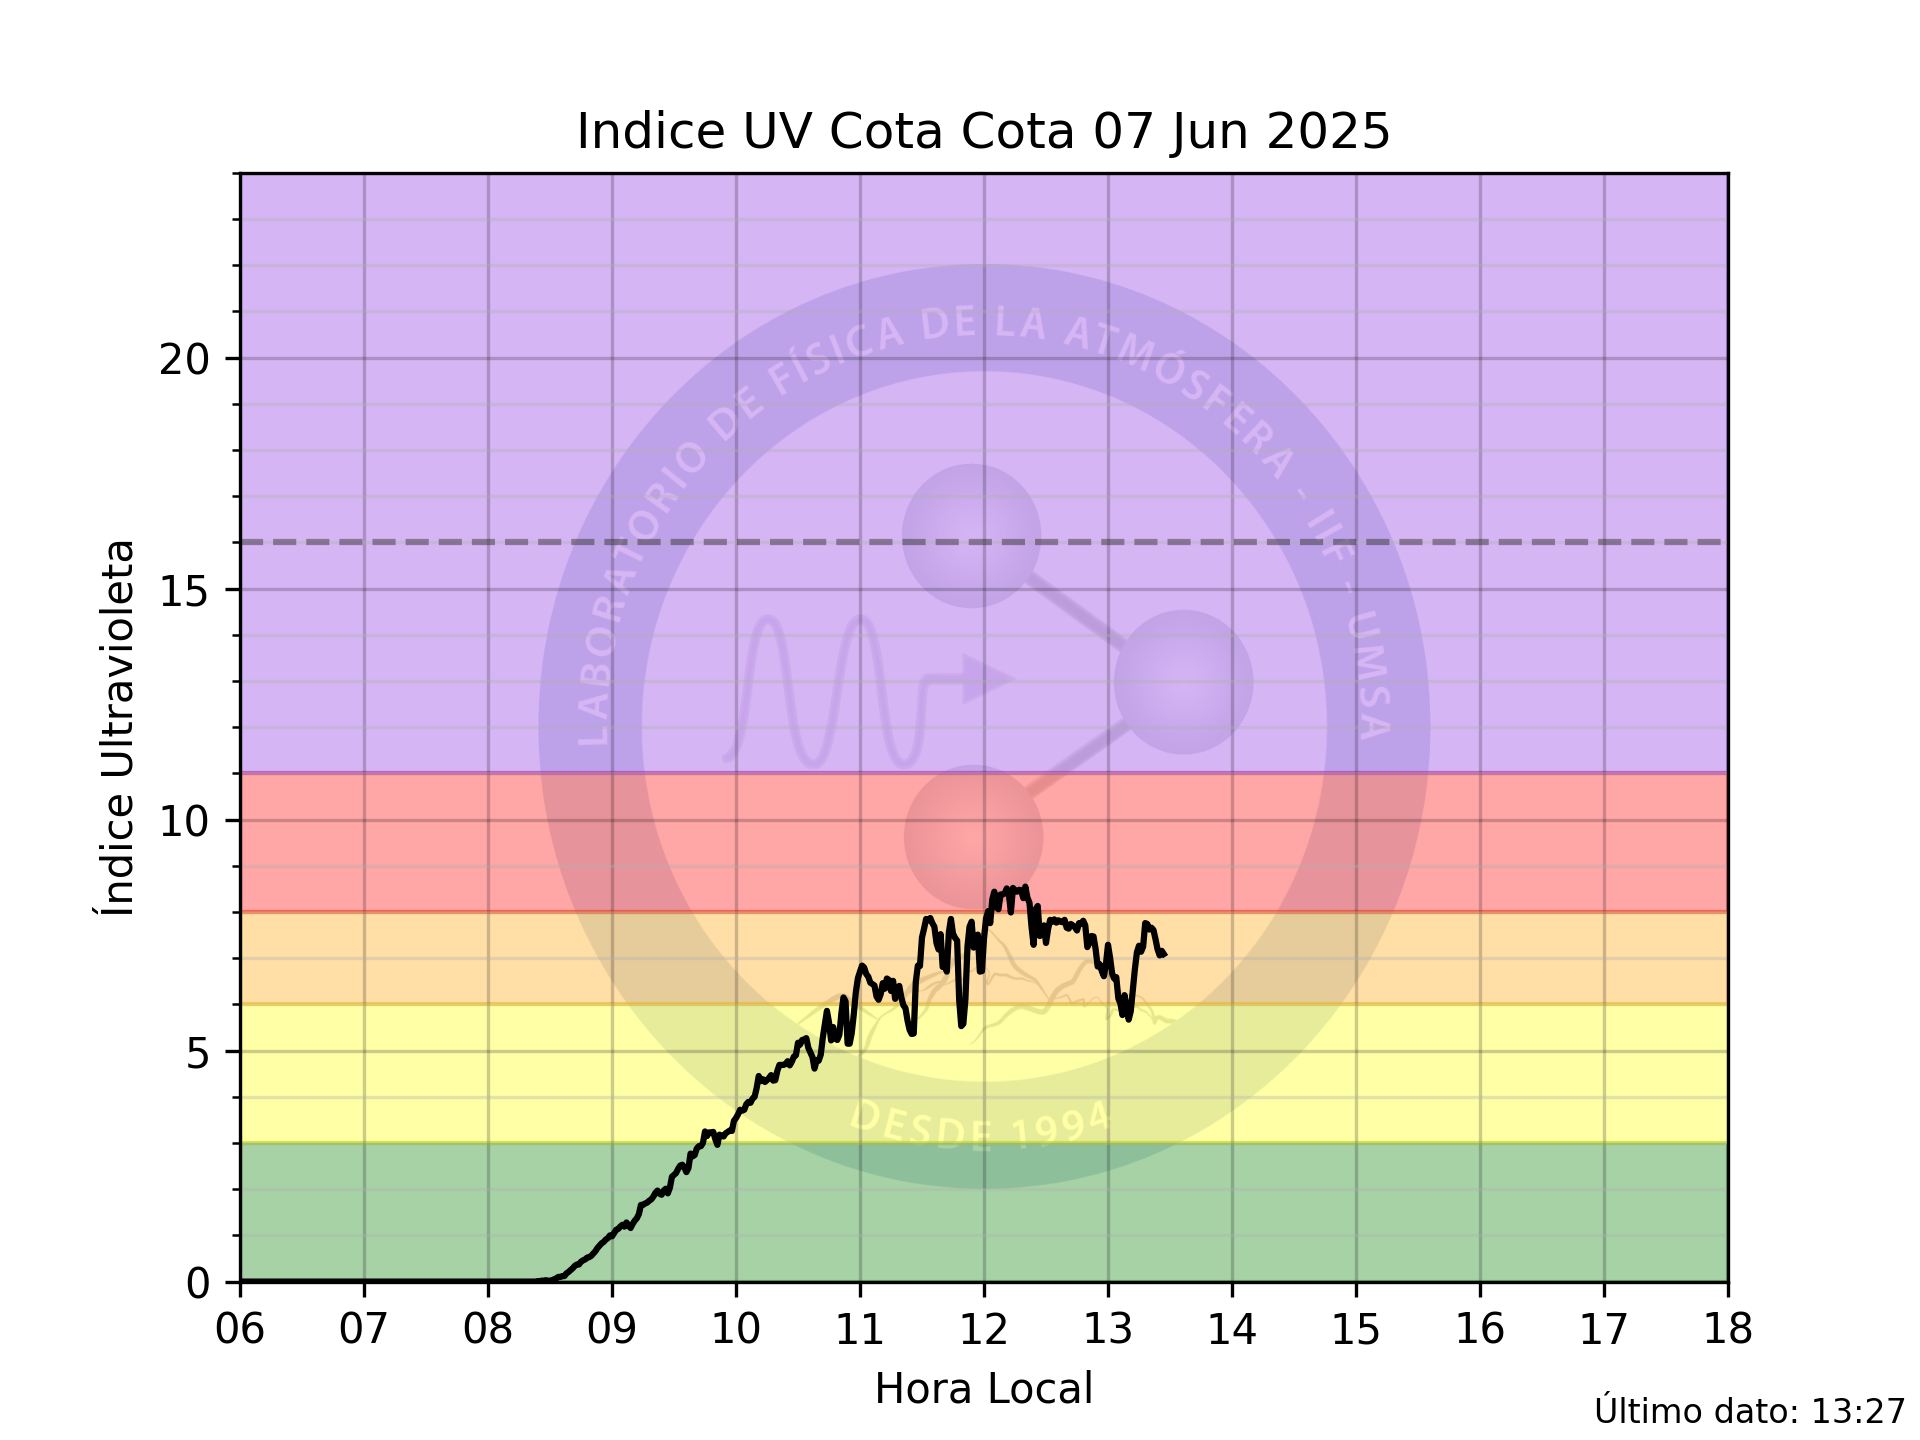 Indice UV Cota Cota 07 Jun 2025
LABORATORIO DE FÍSICA DE LA ATMÓSFERA - IIF - UMSA
DESDE 1994
Índice Ultravioleta
20
15
10
5
0
06 07 08 09 10 11 12 13 14 15 16 17 18
Hora Local
Último dato: 13:27